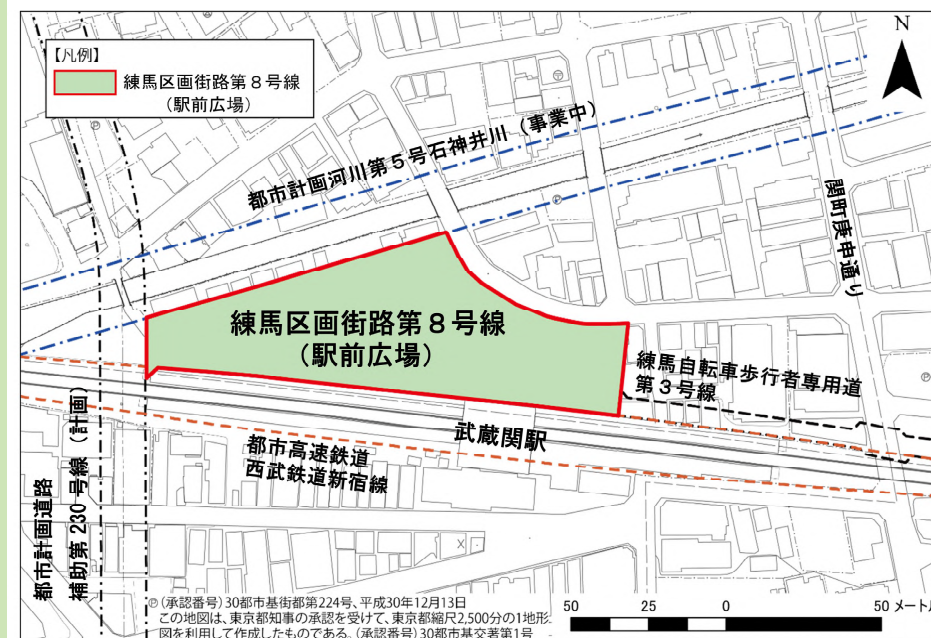 【凡例】
練馬区画街路第8号線
(駅前広場)
N
都市計画河川第5号石神井川(事業中)
関町庚申通り
練馬区画街路第8号線
(駅前広場)
練馬自転車歩行者専用道
第3号線
武蔵関駅
都市高速鉄道
西武鉄道新宿線
都市計画道路
補助第230号線(計画)
(承認番号)30都市基街都第224号、平成30年12月13日
この地図は、東京都知事の承認を受けて、東京都縮尺2,500分の1地形
図を利用して作成したものである。(承認番号)30都市基交著第1号
50 25 0 50 メートル